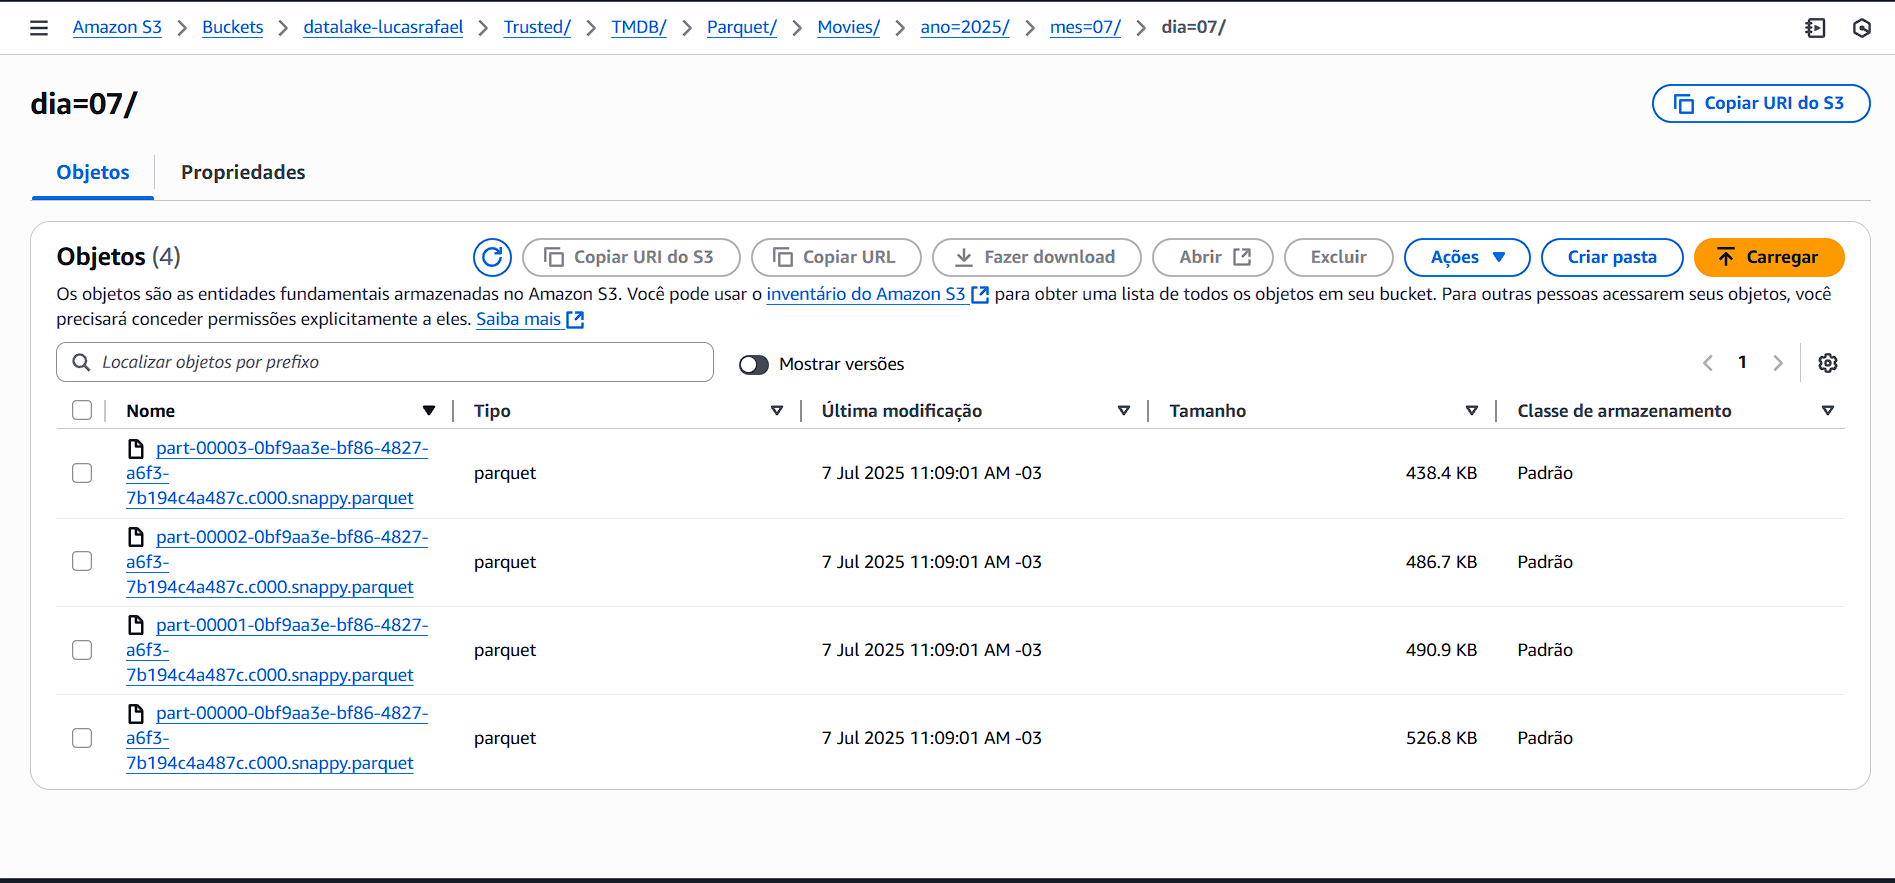 Amazon S3 > Buckets > datalake-lucasrafael > Trusted/ > TMDB/ > Parquet/ > Movies/ > ano=2025/ > mes=07/ > dia=07/
dia=07/
Copiar URI do S3
Objetos Propriedades
Objetos (4) Copiar URI do S3 Copiar URL Fazer download Abrir Excluir Ações Criar pasta Carregar
Os objetos são as entidades fundamentais armazenadas no Amazon S3. Você pode usar o inventário do Amazon S3 para obter uma lista de todos os objetos em seu bucket. Para outras pessoas acessarem seus objetos, você
precisará conceder permissões explicitamente a eles. Saiba mais
Localizar objetos por prefixo Mostrar versões 1
Nome Tipo Última modificação Tamanho Classe de armazenamento
part-00003-0bf9aa3e-bf86-4827-
a6f3- parquet 7 Jul 2025 11:09:01 AM -03 438.4 KB Padrão
7b194c4a487c.c000.snappy.parquet
part-00002-0bf9aa3e-bf86-4827-
a6f3- parquet 7 Jul 2025 11:09:01 AM -03 486.7 KB Padrão
7b194c4a487c.c000.snappy.parquet
part-00001-0bf9aa3e-bf86-4827-
a6f3- parquet 7 Jul 2025 11:09:01 AM -03 490.9 KB Padrão
7b194c4a487c.c000.snappy.parquet
part-00000-0bf9aa3e-bf86-4827-
a6f3- parquet 7 Jul 2025 11:09:01 AM -03 526.8 KB Padrão
7b194c4a487c.c000.snappy.parquet